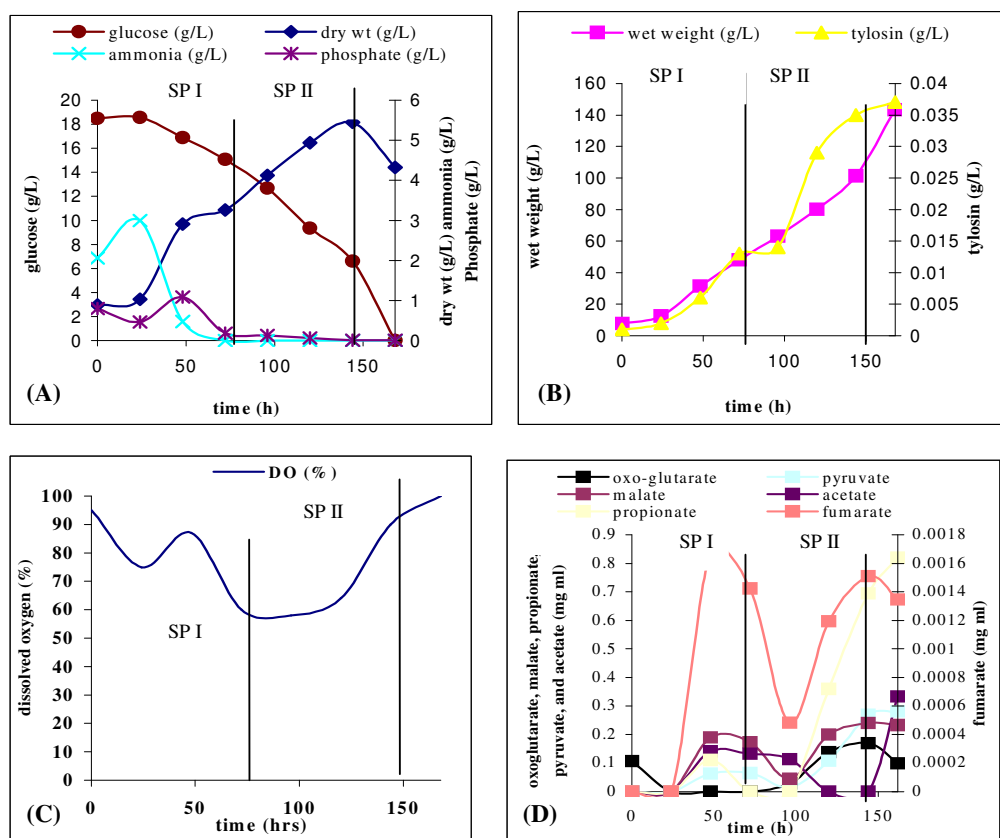 glucose (g/L)
dry wt (g/L)
ammonia (g/L)
phosphate (g/L)
SP I
SP II
20
18
16
14
12
10
8
6
4
2
0
glucose (g/L)
6
5
4
3
2
1
0
dry wt (g/L) ammonia (g/L)
Phosphate (g/L)
0
50
100
150
time (h)
(A)
wet weight (g/L)
tylosin (g/L)
SP I
SP II
160
140
120
100
80
60
40
20
0
wet weight (g/L)
0.04
0.035
0.03
0.025
0.02
0.015
0.01
0.005
0
tylosin (g/L)
0
50
100
150
time (h)
(B)
DO (%)
SP II
SP I
100
90
80
70
60
50
40
30
20
10
0
dissolved oxygen (%)
0
50
100
150
time (hrs)
(C)
oxo-glutarate
pyruvate
malate
acetate
propionate
fumarate
SP I
SP II
0.9
0.8
0.7
0.6
0.5
0.4
0.3
0.2
0.1
0
oxoglutarate, malate, propionate,
pyruvate, and acetate (mg ml)
0.0018
0.0016
0.0014
0.0012
0.001
0.0008
0.0006
0.0004
0.0002
0
fumarate (mg ml)
0
50
100
150
time (h)
(D)